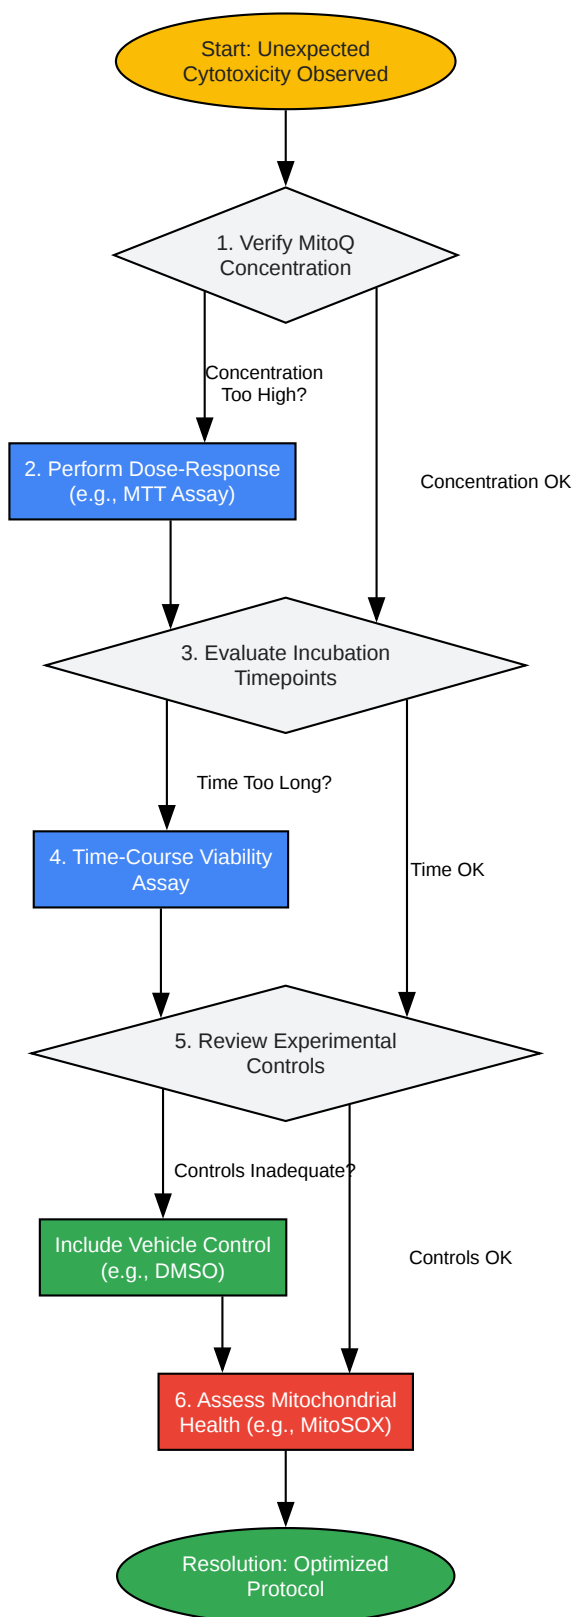 Start: Unexpected
Cytotoxicity Observed
1. Verify MitoQ
Concentration
Concentration
Too High?
2. Perform Dose-Response
(e.g., MTT Assay)
Concentration OK
3. Evaluate Incubation
Timepoints
Time Too Long?
4. Time-Course Viability
Assay
Time OK
5. Review Experimental
Controls
Controls Inadequate?
Include Vehicle Control
(e.g., DMSO)
Controls OK
6. Assess Mitochondrial
Health (e.g., MitoSOX)
Resolution: Optimized
Protocol